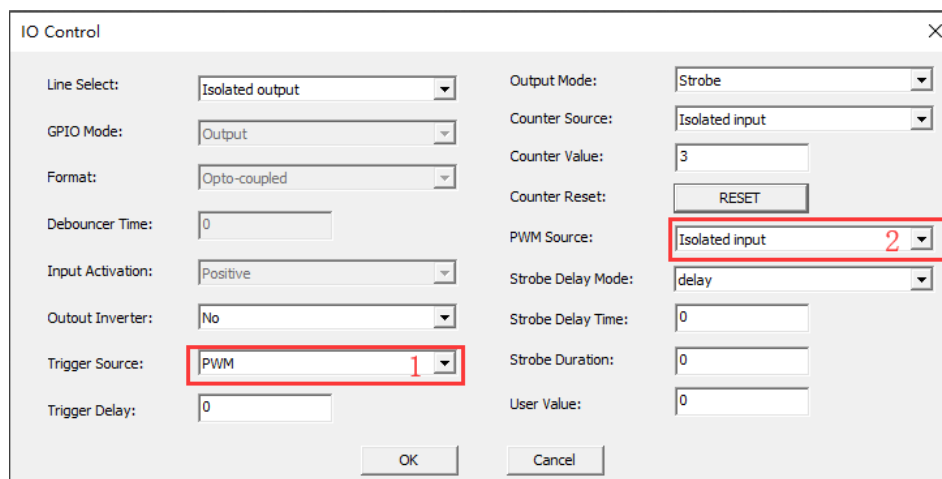 IO Control
Line Select: Isolated output
GPIO Mode: Output
Format: Opto-coupled
Debouncer Time: 0
Input Activation: Positive
Outout Inverter: No
Trigger Source: PWM 1
Trigger Delay: 0
Output Mode: Strobe
Counter Source: Isolated input
Counter Value: 3
Counter Reset: RESET
PWM Source: Isolated input 2
Strobe Delay Mode: delay
Strobe Delay Time: 0
Strobe Duration: 0
User Value: 0
OK Cancel